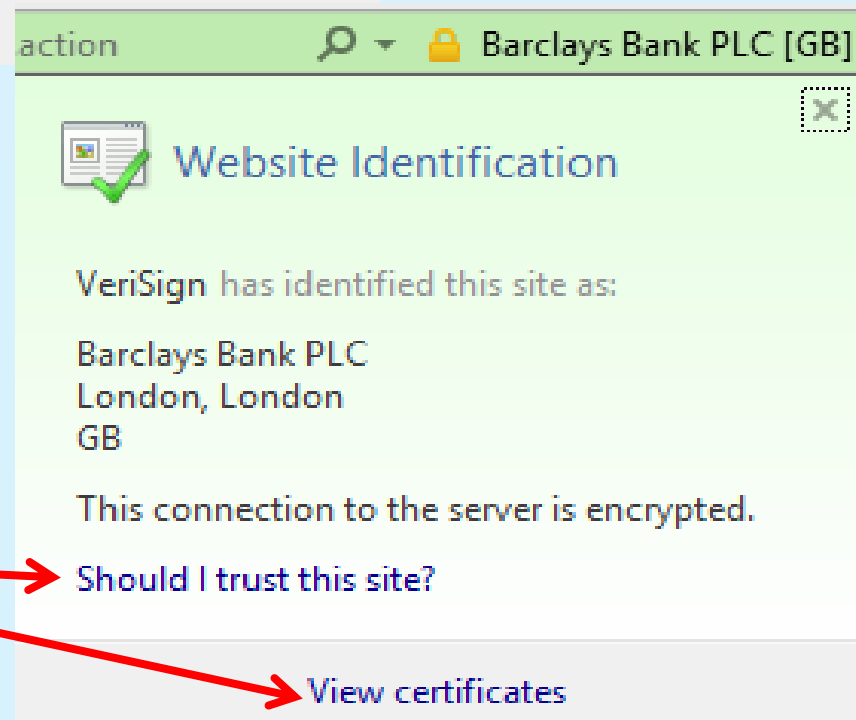 action Barclays Bank PLC [GB]
Website Identification
VeriSign has identified this site as:
Barclays Bank PLC
London, London
GB
This connection to the server is encrypted.
Should I trust this site?
View certificates